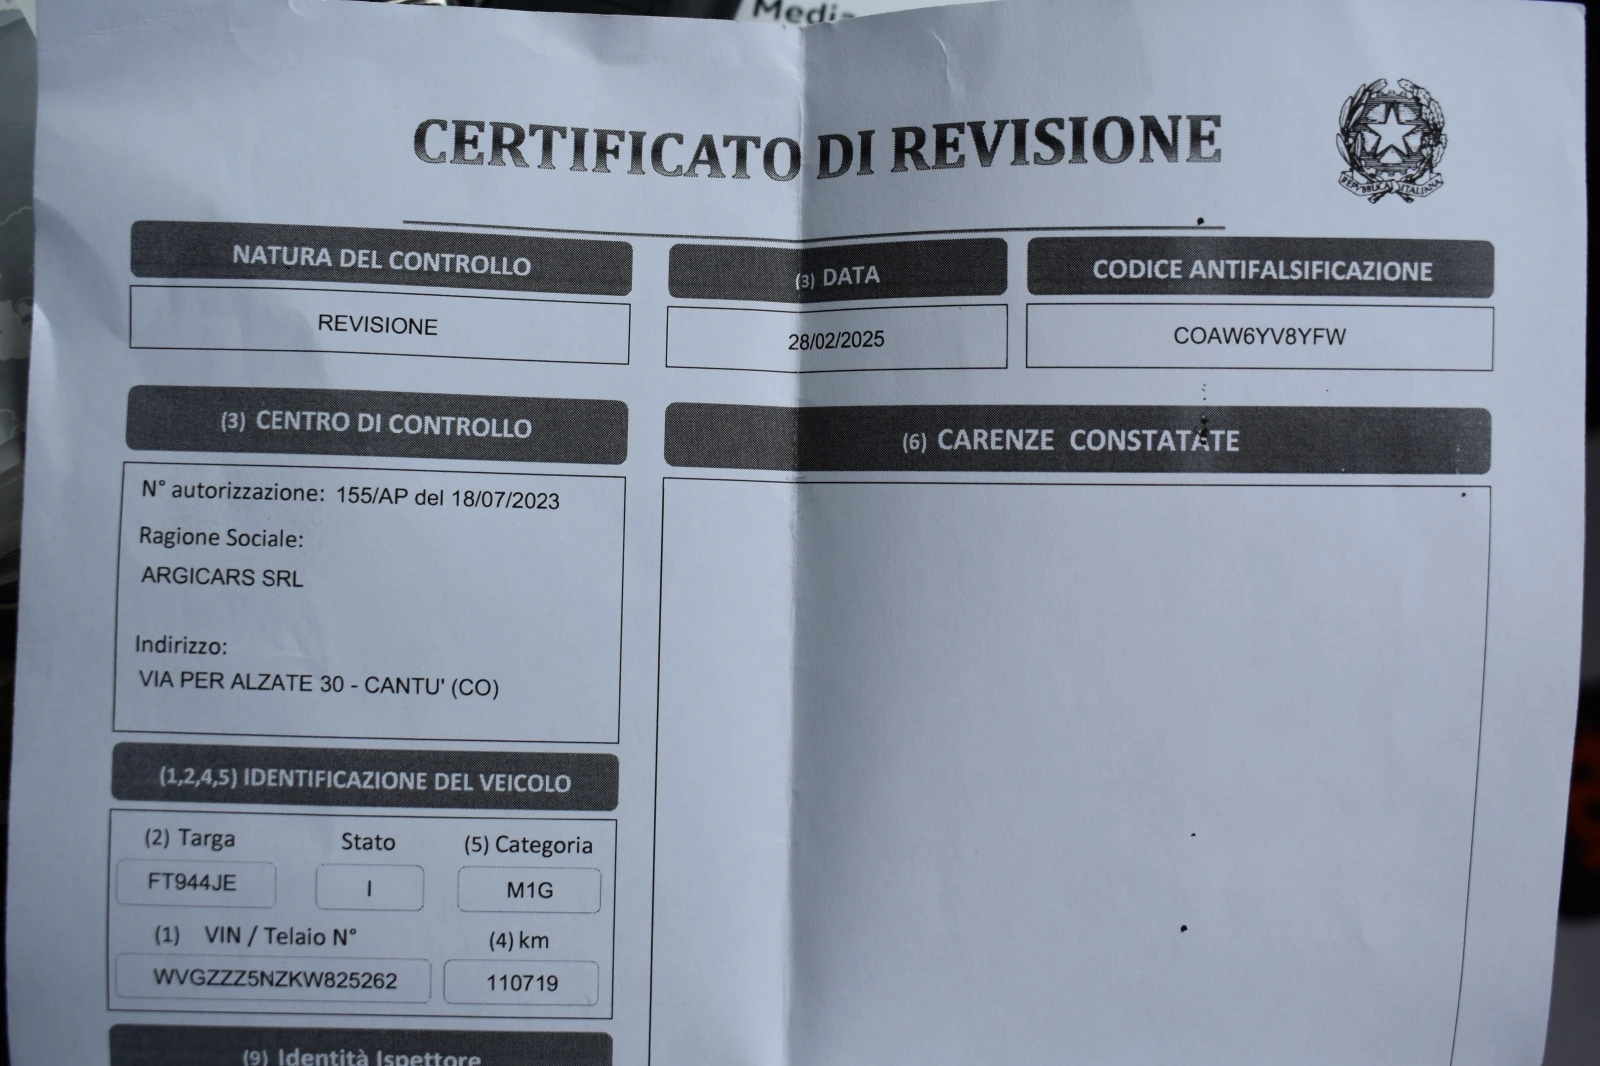 Media
CERTIFICATO DI REVISIONE
REPVBBLICA ITALIANA
NATURA DEL CONTROLLO
REVISIONE
(3) DATA
28/02/2025
CODICE ANTIFALSIFICAZIONE
COAW6YV8YFW
(3) CENTRO DI CONTROLLO
N° autorizzazione: 155/AP del 18/07/2023
Ragione Sociale:
ARGICARS SRL
Indirizzo:
VIA PER ALZATE 30 - CANTU' (CO)
(6) CARENZE CONSTATATE
(1,2,4,5) IDENTIFICAZIONE DEL VEICOLO
(2) Targa Stato (5) Categoria
FT944JE I M1G
(1) VIN / Telaio N° (4) km
WVGZZZ5NZKW825262 110719
(9) Identità Ispettore